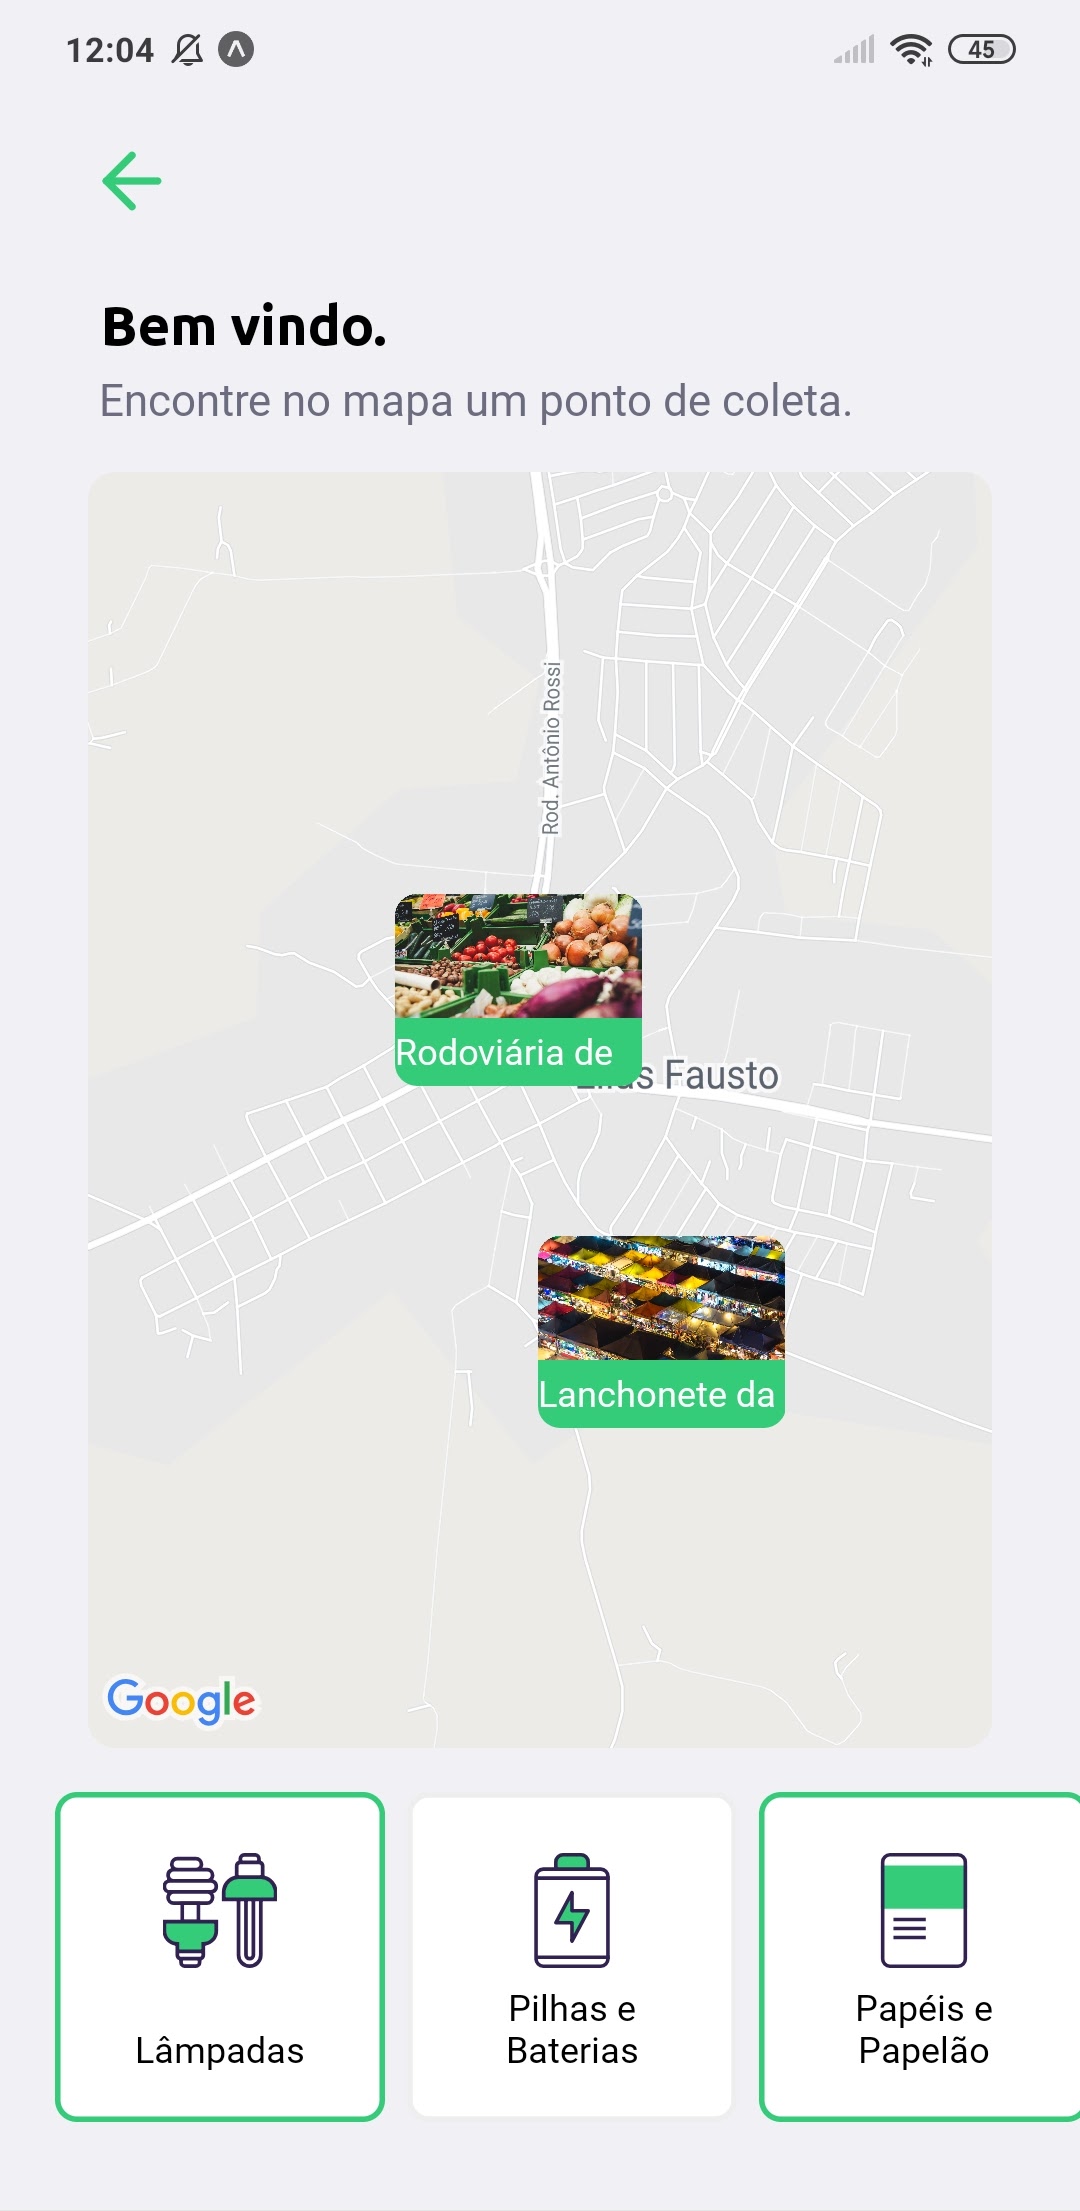 12:04
45
Bem vindo.
Encontre no mapa um ponto de coleta.
Rod. Antônio Rossi
Rodoviária de
Fausto
Lanchonete da
Google
Lâmpadas
Pilhas e
Baterias
Papéis e
Papelão